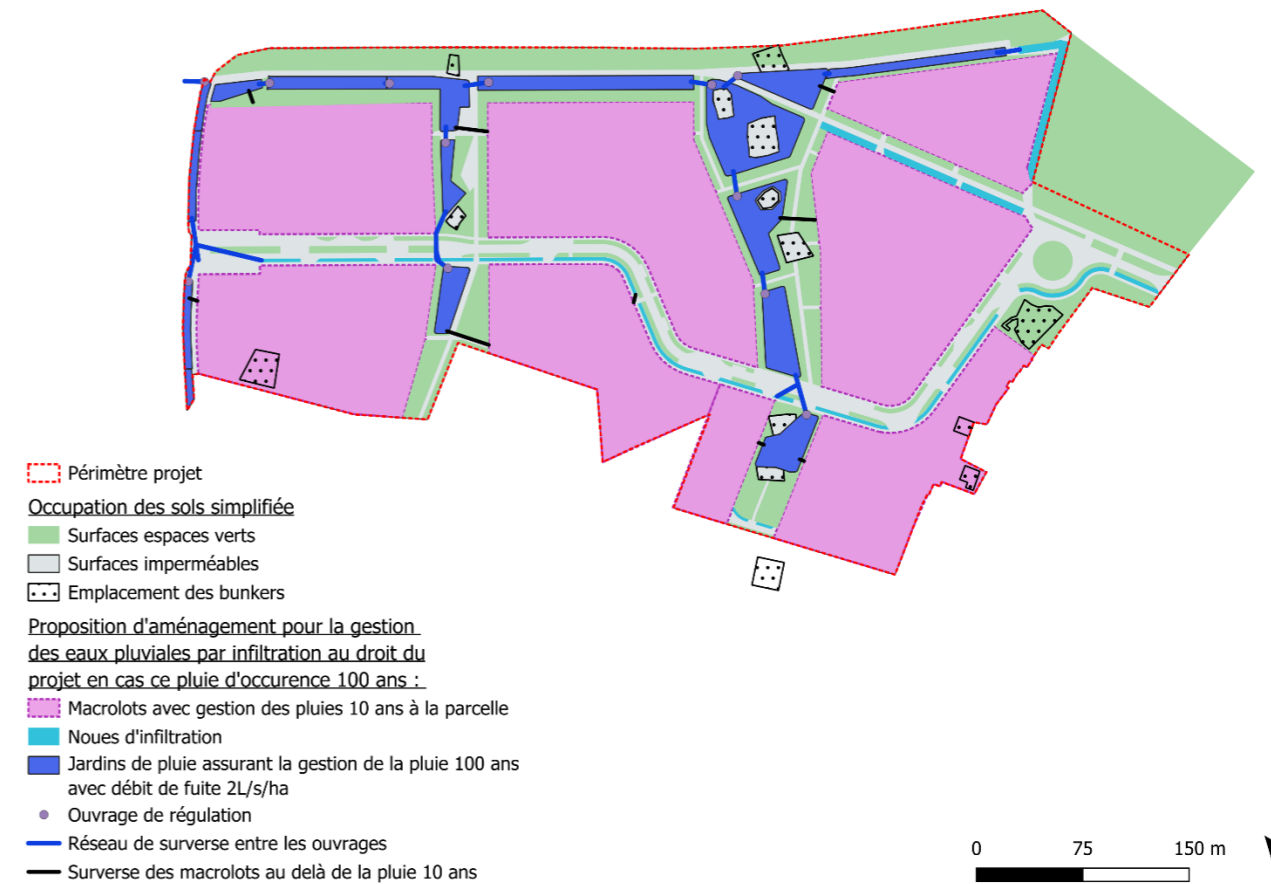 Périmètre projet
Occupation des sols simplifiée
Surfaces espaces verts
Surfaces imperméables
Emplacement des bunkers
Proposition d'aménagement pour la gestion
des eaux pluviales par infiltration au droit du
projet en cas ce pluie d'occurence 100 ans :
Macrolots avec gestion des pluies 10 ans à la parcelle
Noues d'infiltration
Jardins de pluie assurant la gestion de la pluie 100 ans
avec débit de fuite 2L/s/ha
Ouvrage de régulation
Réseau de surverse entre les ouvrages
Surverse des macrolots au delà de la pluie 10 ans
0 75 150 m